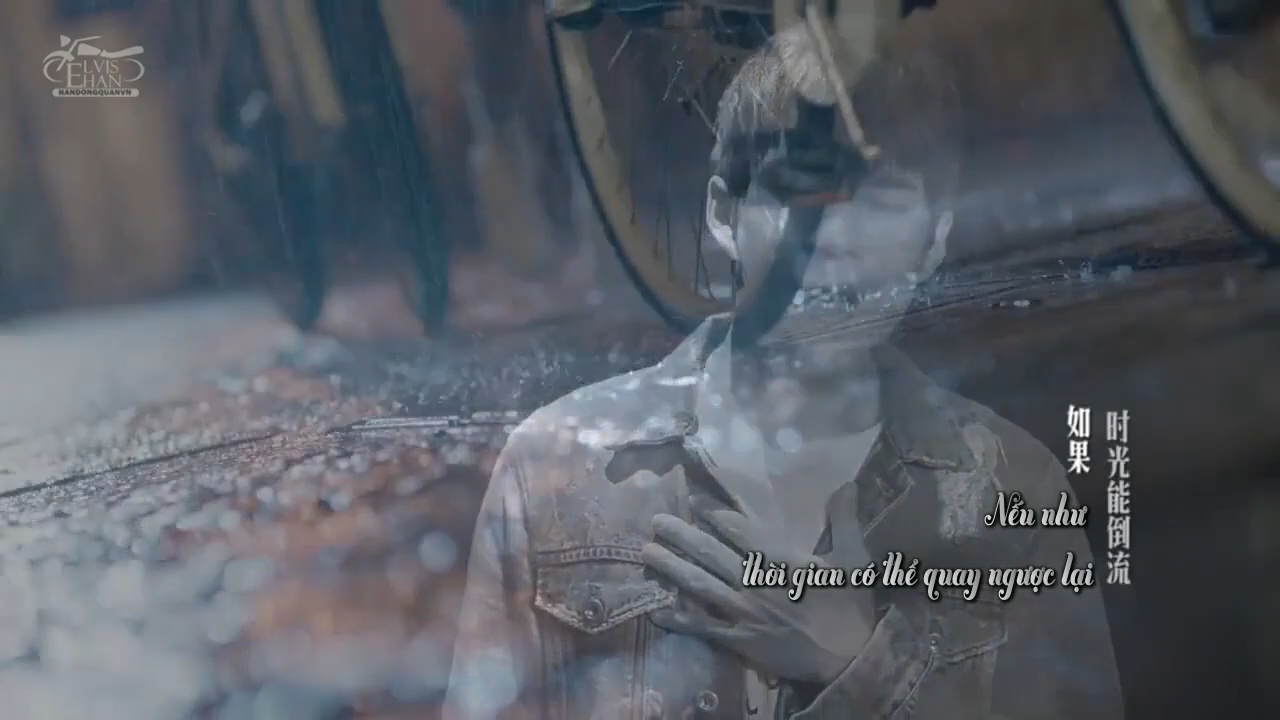 ELVIS
EHAN
HANDONGQUANVN
如果
时光能倒流
Nếu như
thời gian có thể quay ngược lại